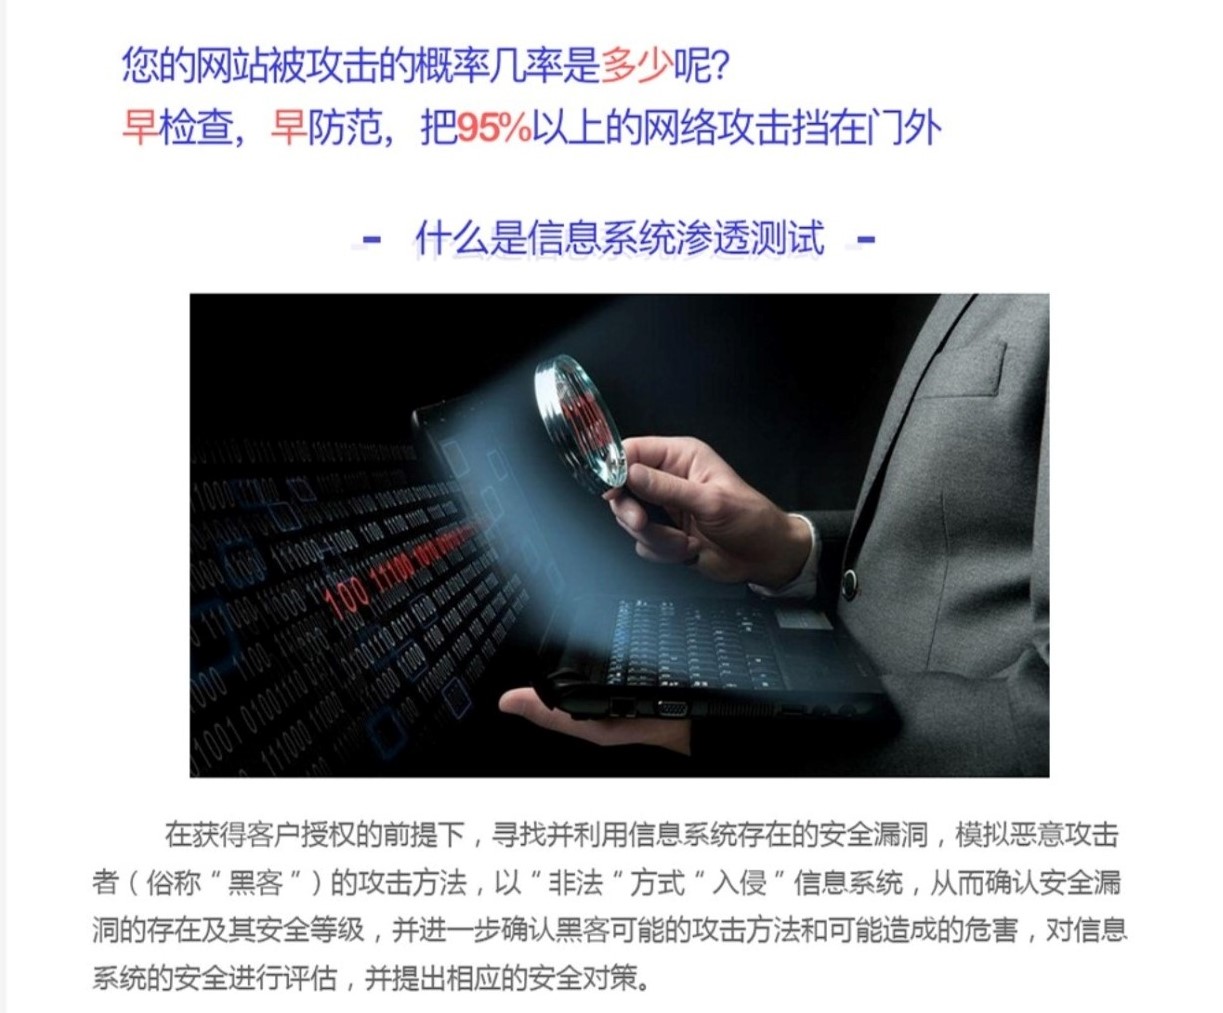 您的网站被攻击的概率几率是多少呢?
早检查，早防范，把95%以上的网络攻击挡在门外
- 什么是信息系统渗透测试 -
100 11100
在获得客户授权的前提下，寻找并利用信息系统存在的安全漏洞，模拟恶意攻击
者（俗称“黑客”）的攻击方法，以“非法“方式“入侵”信息系统，从而确认安全漏
洞的存在及其安全等级，并进一步确认黑客可能的攻击方法和可能造成的危害，对信息
系统的安全进行评估，并提出相应的安全对策。